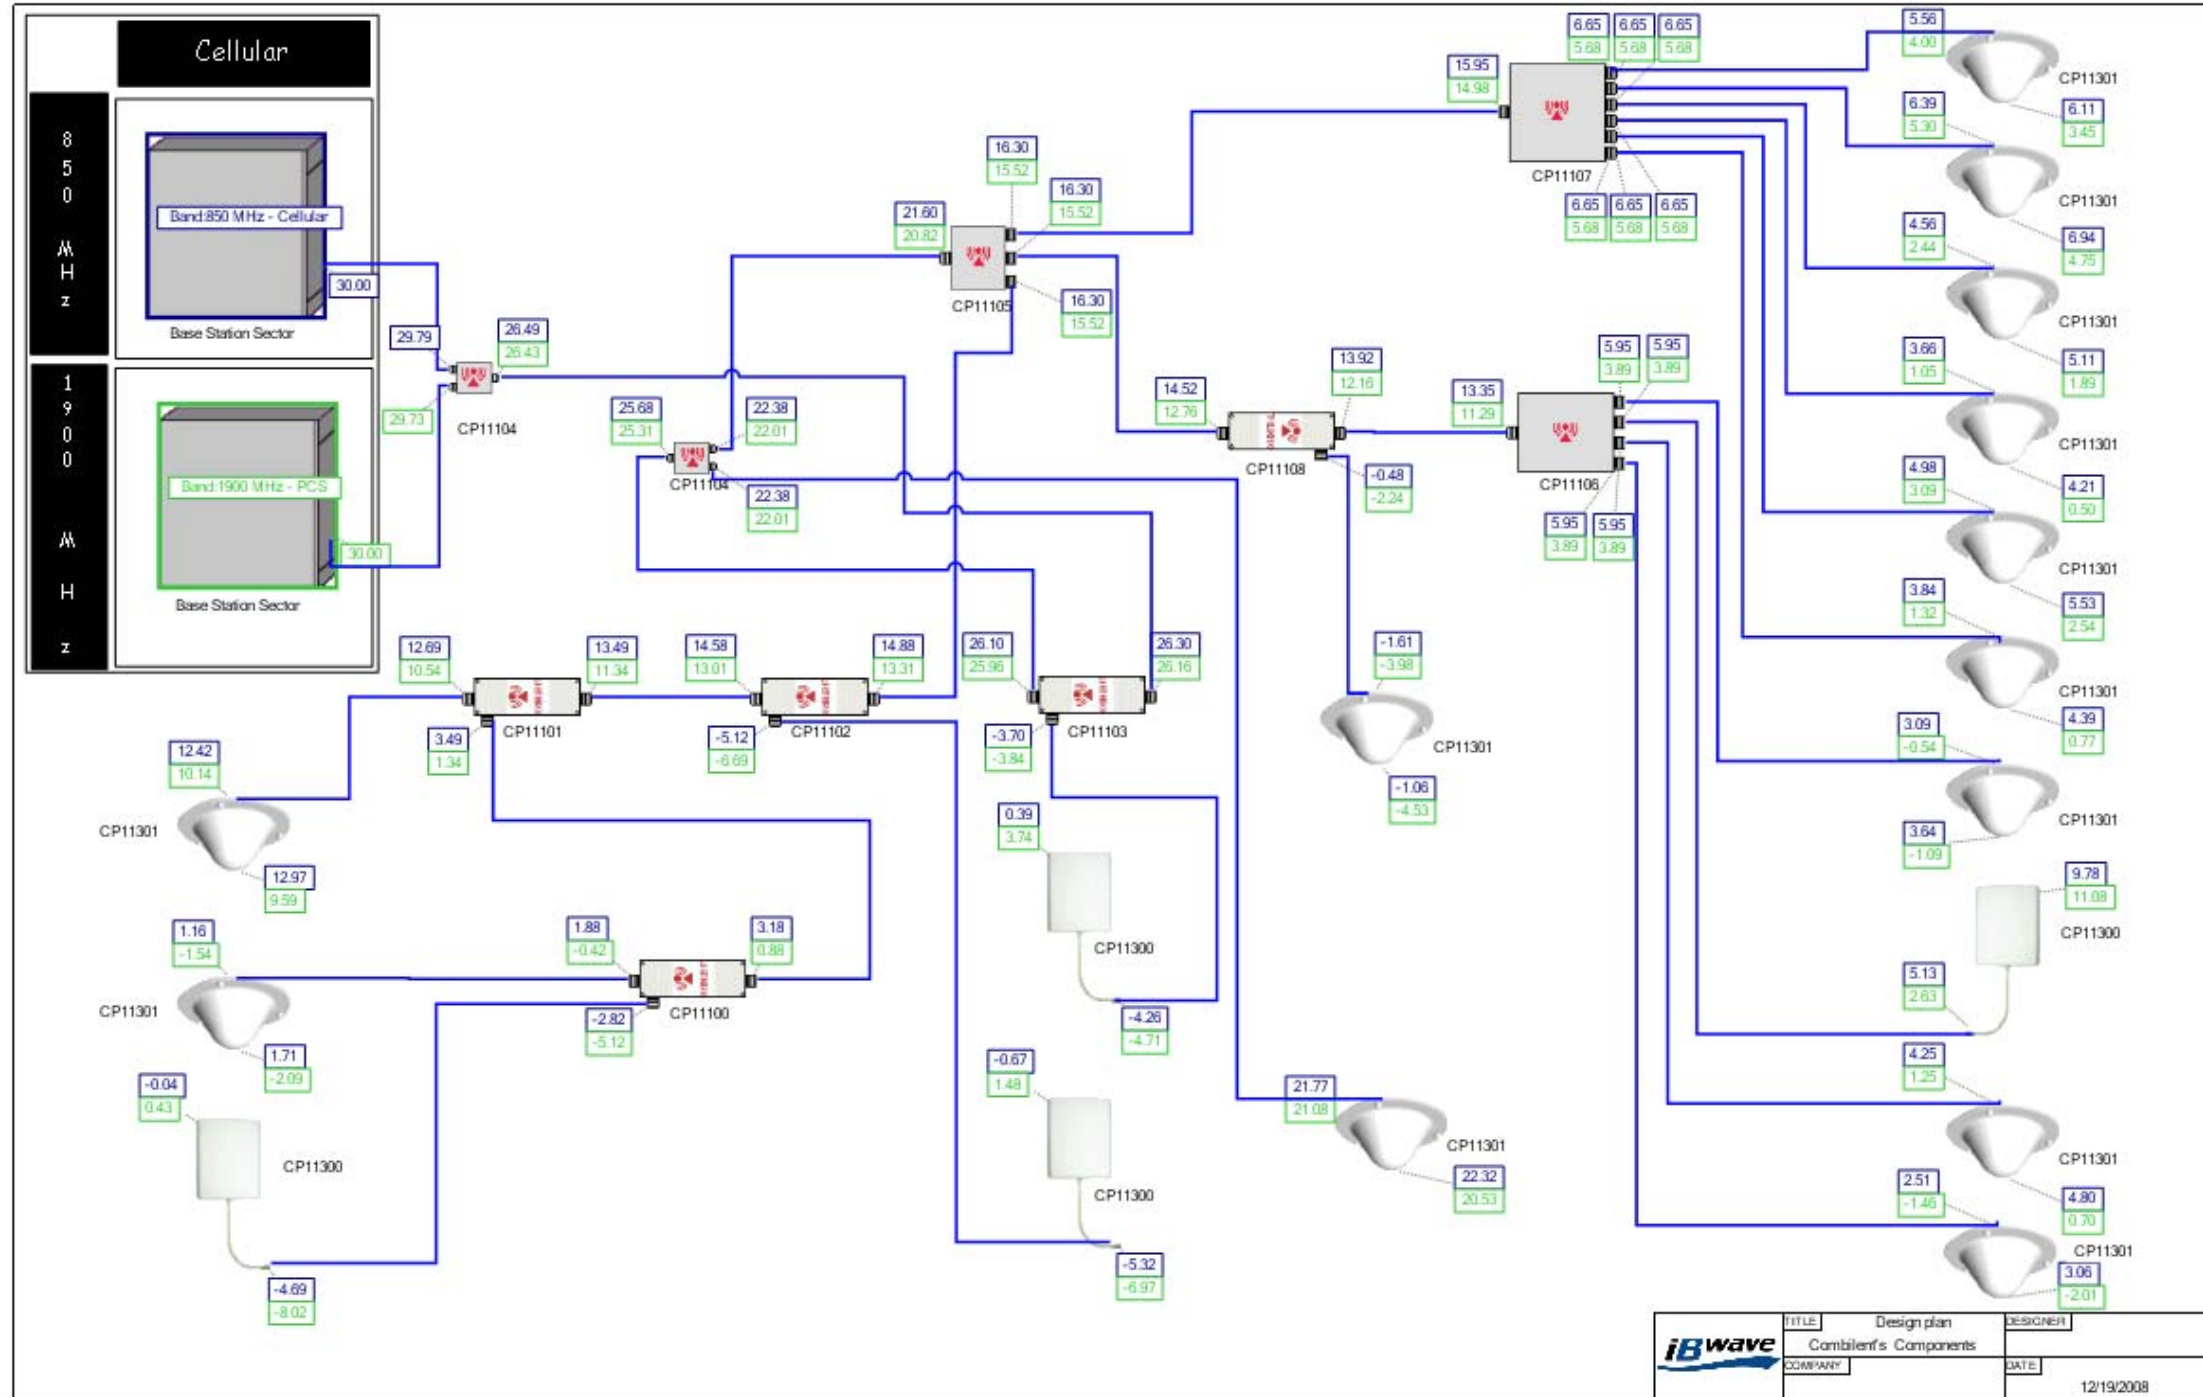 Cellular
850 MHz
Band:850 MHz - Cellular
30.00
Base Station Sector
1900 MHz
Band:1900 MHz - PCS
30.00
Base Station Sector
29.79
29.73
26.49
26.43
CP11104
25.68
25.31
22.38
22.01
CP11104
22.38
22.01
21.60
20.82
16.30
15.52
16.30
15.52
CP11105
16.30
15.52
15.95
14.98
6.65 6.65 6.65
5.68 5.68 5.68
CP11107
6.65 6.65 6.65
5.68 5.68 5.68
14.52
12.76
13.92
12.16
CP11108
-0.48
-2.24
13.35
11.29
5.95 5.95
3.89 3.89
CP11106
5.95 5.95
3.89 3.89
5.56
4.00
CP11301
6.11
3.45
6.39
5.30
CP11301
6.94
4.75
4.56
2.44
CP11301
5.11
1.89
3.66
1.05
CP11301
4.21
0.50
4.98
3.09
CP11301
5.53
2.54
3.84
1.32
CP11301
4.39
0.77
3.09
-0.54
CP11301
3.64
-1.09
9.78
11.08
CP11300
5.13
2.63
4.25
1.25
CP11301
4.80
0.70
2.51
-1.46
CP11301
3.06
-2.01
12.69
10.54
13.49
11.34
CP11101
3.49
1.34
14.58
13.01
14.88
13.31
CP11102
-5.12
-6.69
26.10
25.96
26.30
26.16
CP11103
-3.70
-3.84
-1.61
-3.98
CP11301
-1.06
-4.53
12.42
10.14
CP11301
12.97
9.59
1.16
-1.54
CP11301
1.71
-2.09
1.88
-0.42
3.18
0.88
CP11100
-2.82
-5.12
-0.04
0.43
CP11300
-4.69
-8.02
0.39
3.74
CP11300
-4.26
-4.71
-0.67
1.48
CP11300
-5.32
-6.97
21.77
21.08
CP11301
22.32
20.53
iBwave
TITLE Design plan
Combilent's Components
DESIGNER
COMPANY
DATE
12/19/2008